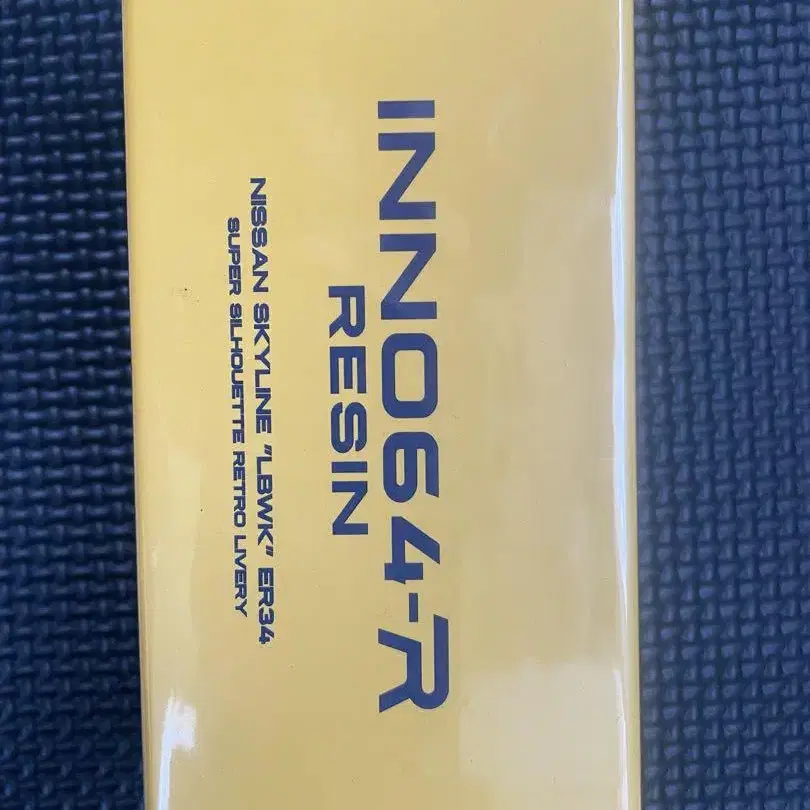 INNO64-R
RESIN
NISSAN SKYLINE "LBWK" ER34
SUPER SILHOUETTE RETRO LIVERY